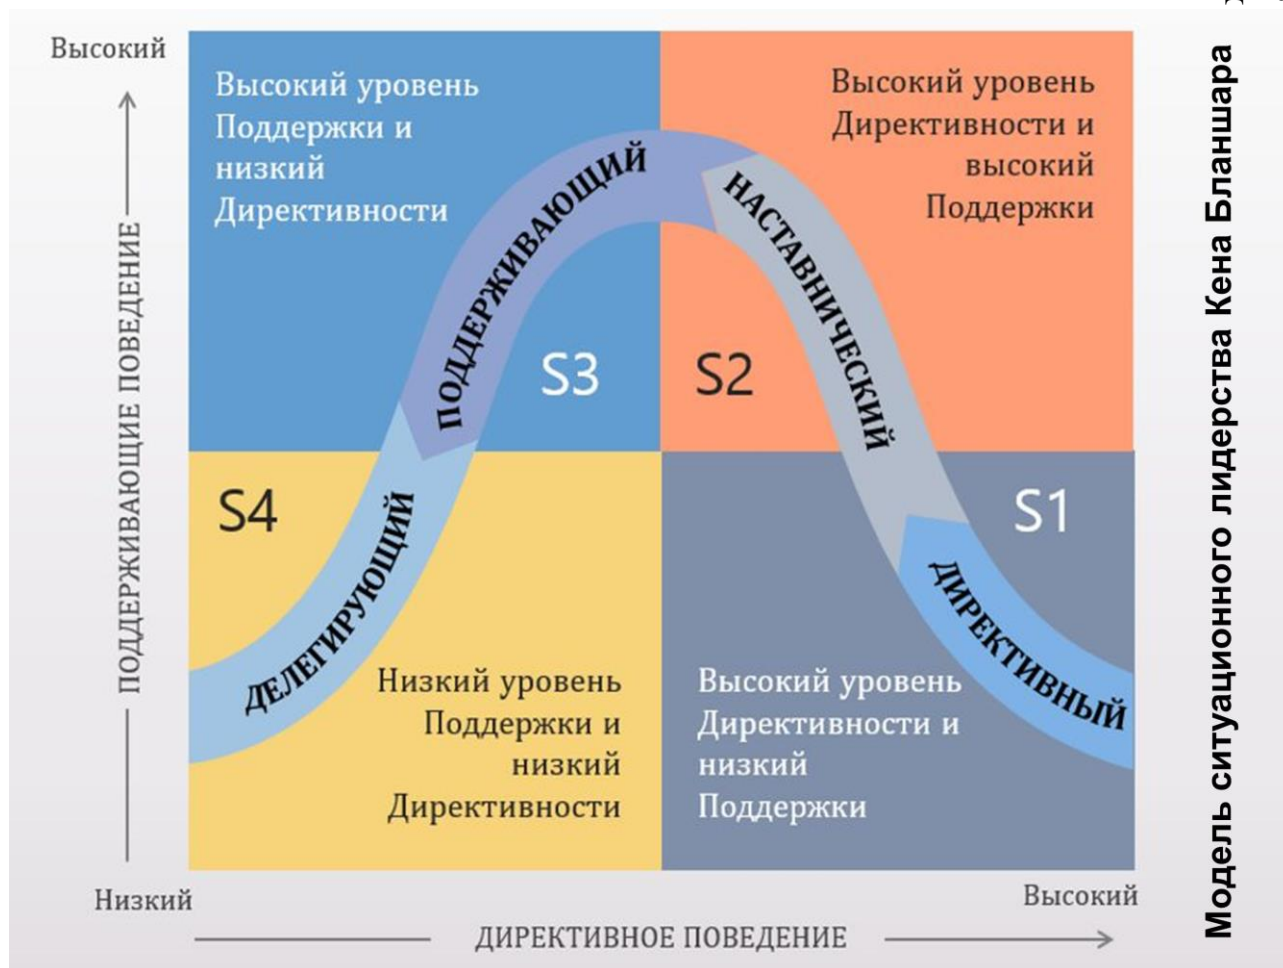 Высокий
ПОДДЕРЖИВАЮЩИЕ ПОВЕДЕНИЕ
Низкий
Высокий уровень
Поддержки и
низкий
Директивности
ПОДДЕРЖИВАЮЩИЙ
S3
Высокий уровень
Директивности и
высокий
Поддержки
НАСТАВНИЧЕСКИЙ
S2
S4
ДЕЛЕГИРУЮЩИЙ
Низкий уровень
Поддержки и
низкий
Директивности
S1
ДИРЕКТИВНЫЙ
Высокий уровень
Директивности и
низкий
Поддержки
Высокий
ДИРЕКТИВНОЕ ПОВЕДЕНИЕ
Модель ситуационного лидерства Кена Бланшара